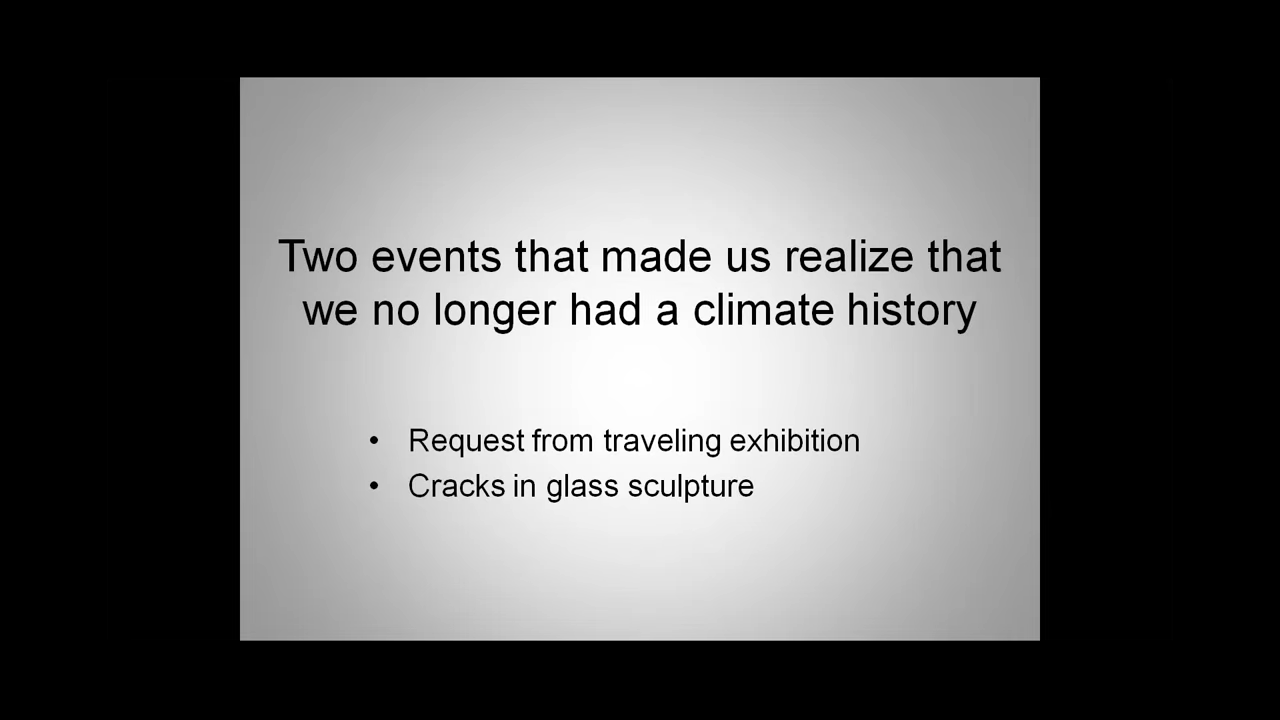 Two events that made us realize that
we no longer had a climate history
• Request from traveling exhibition
• Cracks in glass sculpture